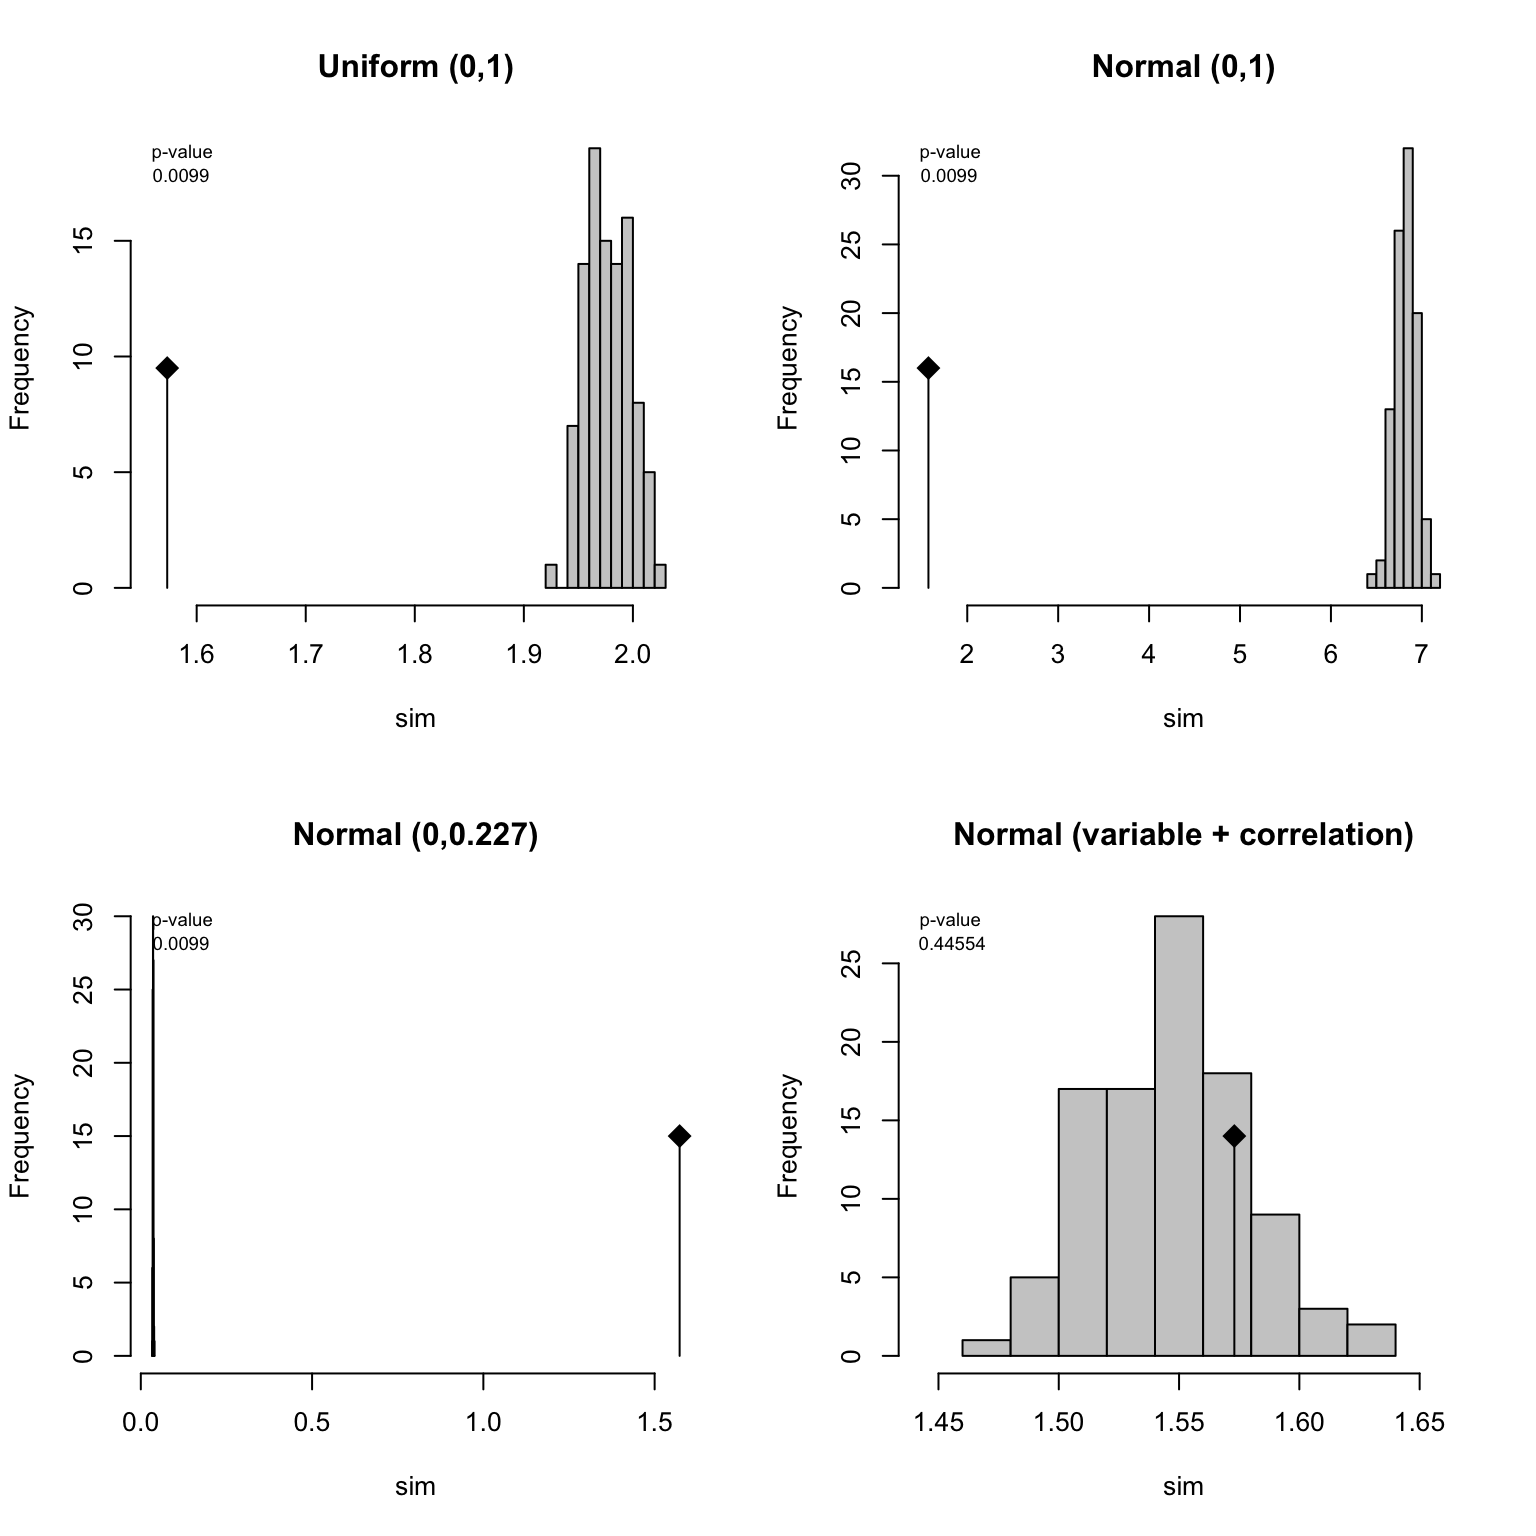 Uniform (0,1)
p-value
0.0099
Frequency
0
5
10
15
1.6 1.7 1.8 1.9 2.0
sim
Normal (0,1)
p-value
0.0099
Frequency
0
5
10
15
20
25
30
2 3 4 5 6 7
sim
Normal (0,0.227)
p-value
0.0099
Frequency
0
5
10
15
20
25
30
0.0 0.5 1.0 1.5
sim
Normal (variable + correlation)
p-value
0.44554
Frequency
0
5
10
15
20
25
1.45 1.50 1.55 1.60 1.65
sim